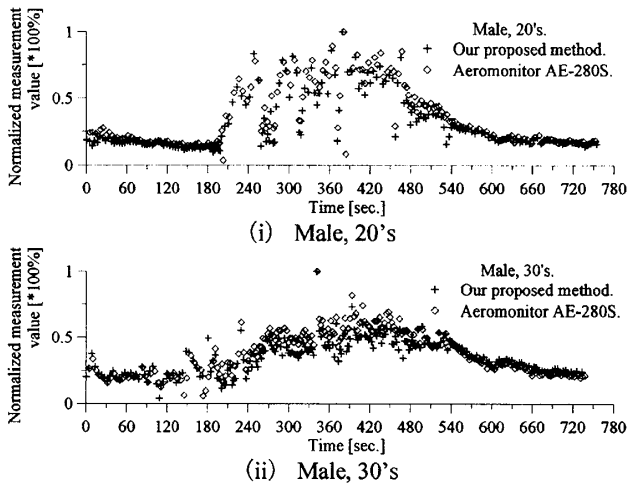 Normalized measurement
value [*100%]
1
0.5
0
Male, 20's.
+ Our proposed method.
◇ Aeromonitor AE-280S.
0 60 120 180 240 300 360 420 480 540 600 660 720 780
Time [sec.]
(i) Male, 20's
Normalized measurement
value [*100%]
1
0.5
0
Male, 30's.
+ Our proposed method.
◇ Aeromonitor AE-280S.
0 60 120 180 240 300 360 420 480 540 600 660 720 780
Time [sec.]
(ii) Male, 30's